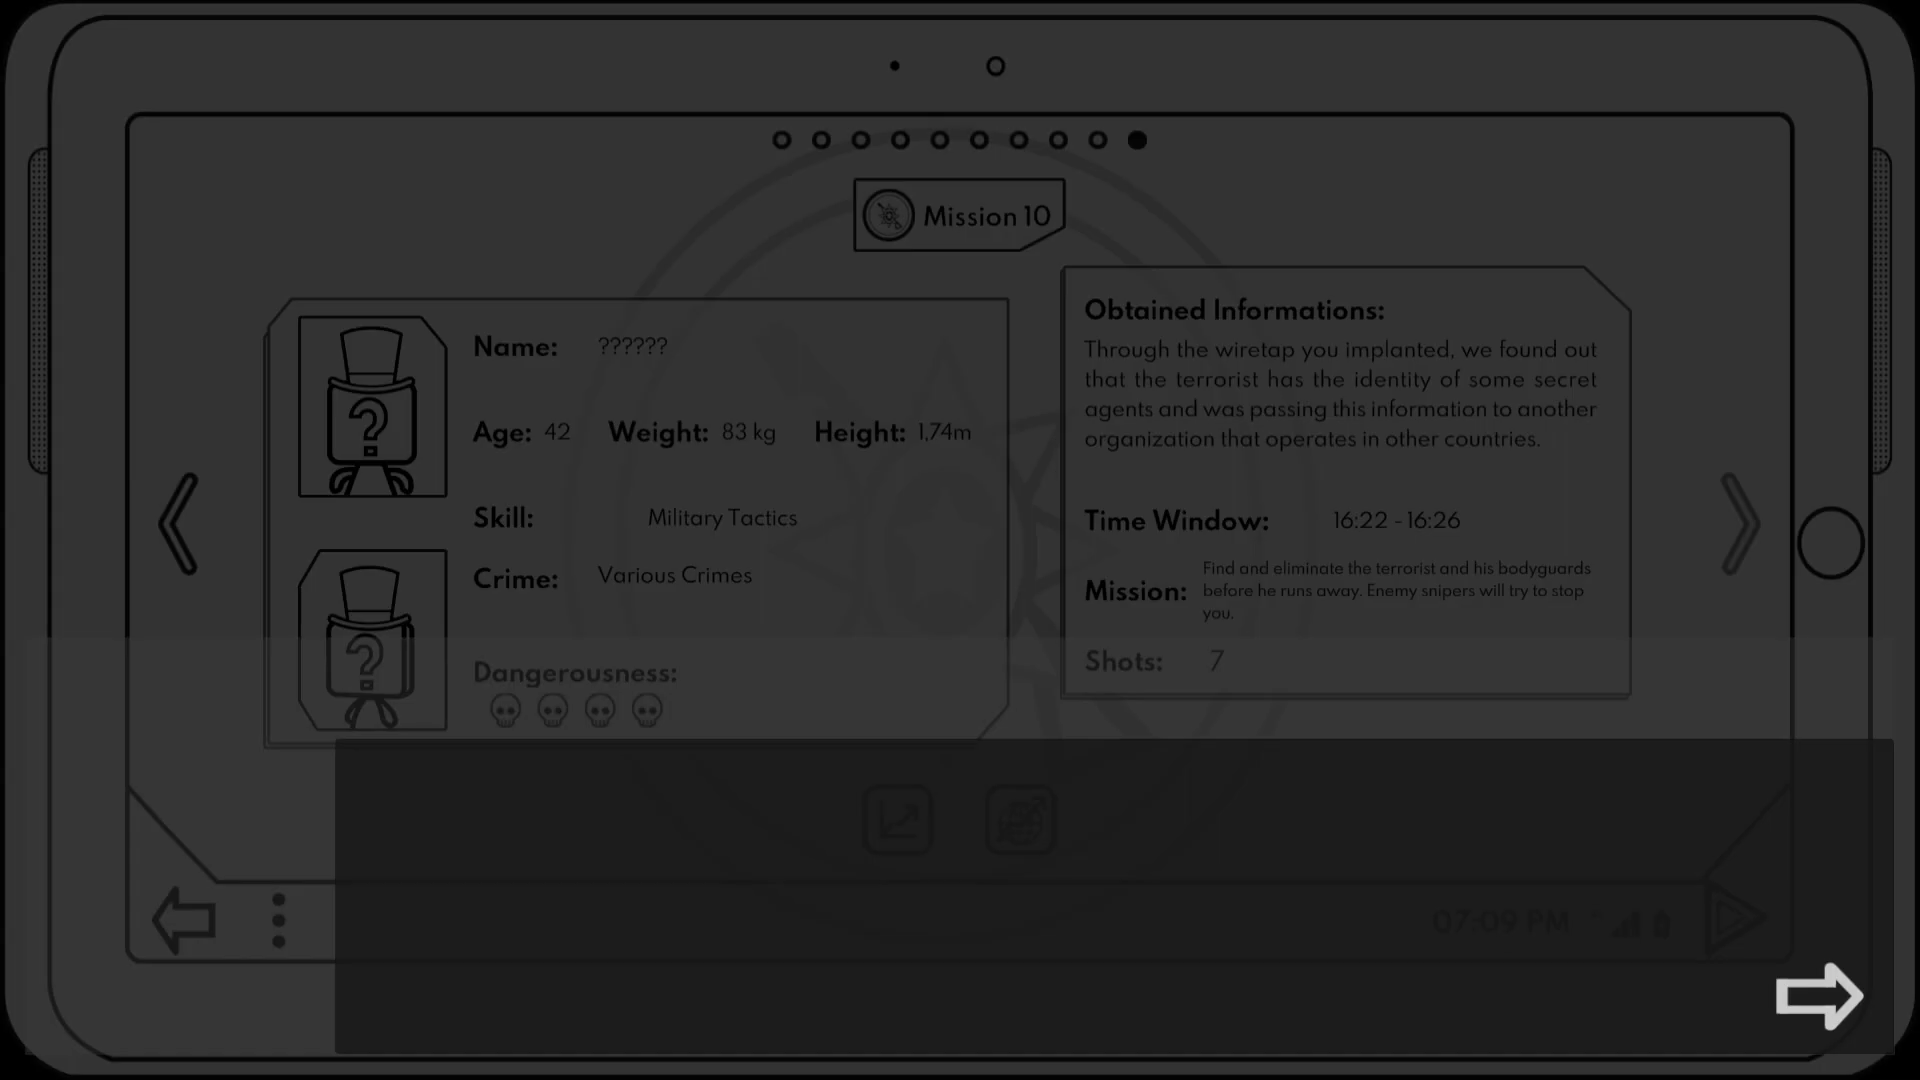 Mission 10
Name: ??????
Age: 42 Weight: 83 kg Height: 1,74m
Skill: Military Tactics
Crime: Various Crimes
Dangerousness:
Obtained Informations:
Through the wiretap you implanted, we found out
that the terrorist has the identity of some secret
agents and was passing this information to another
organization that operates in other countries.
Time Window: 16:22 - 16:26
Mission: Find and eliminate the terrorist and his bodyguards
before he runs away. Enemy snipers will try to stop
you.
Shots: 7
07:09 PM